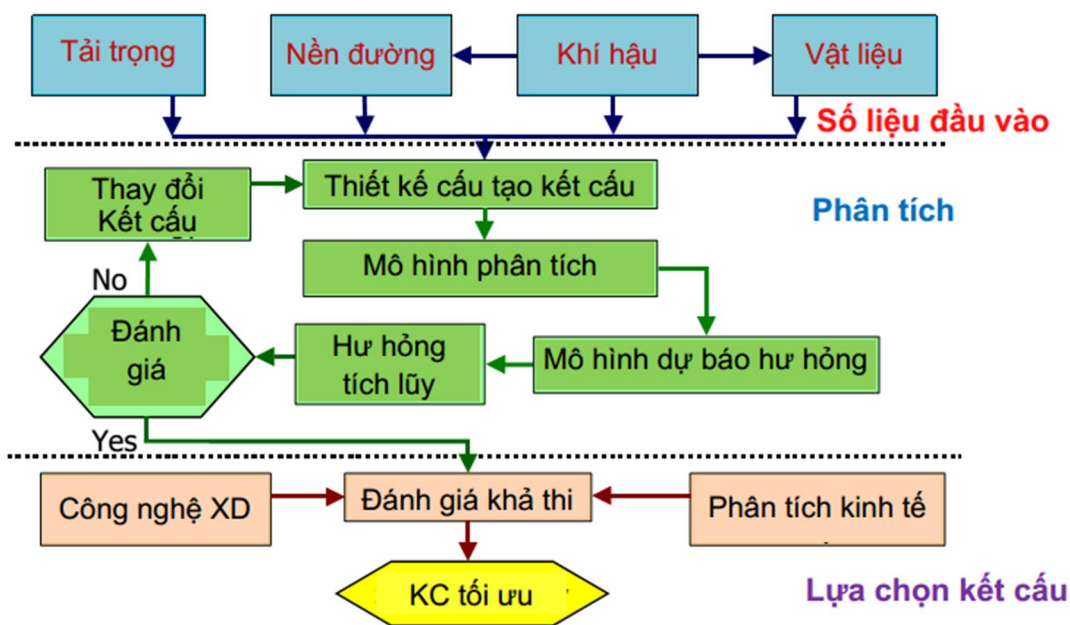 Tải trọng
Nền đường
Khí hậu
Vật liệu
Số liệu đầu vào
Thay đổi
Kết cấu
Thiết kế cấu tạo kết cấu
Phân tích
Mô hình phân tích
No
Đánh
giá
Hư hỏng
tích lũy
Mô hình dự báo hư hỏng
Yes
Công nghệ XD
Đánh giá khả thi
Phân tích kinh tế
KC tối ưu
Lựa chọn kết cấu